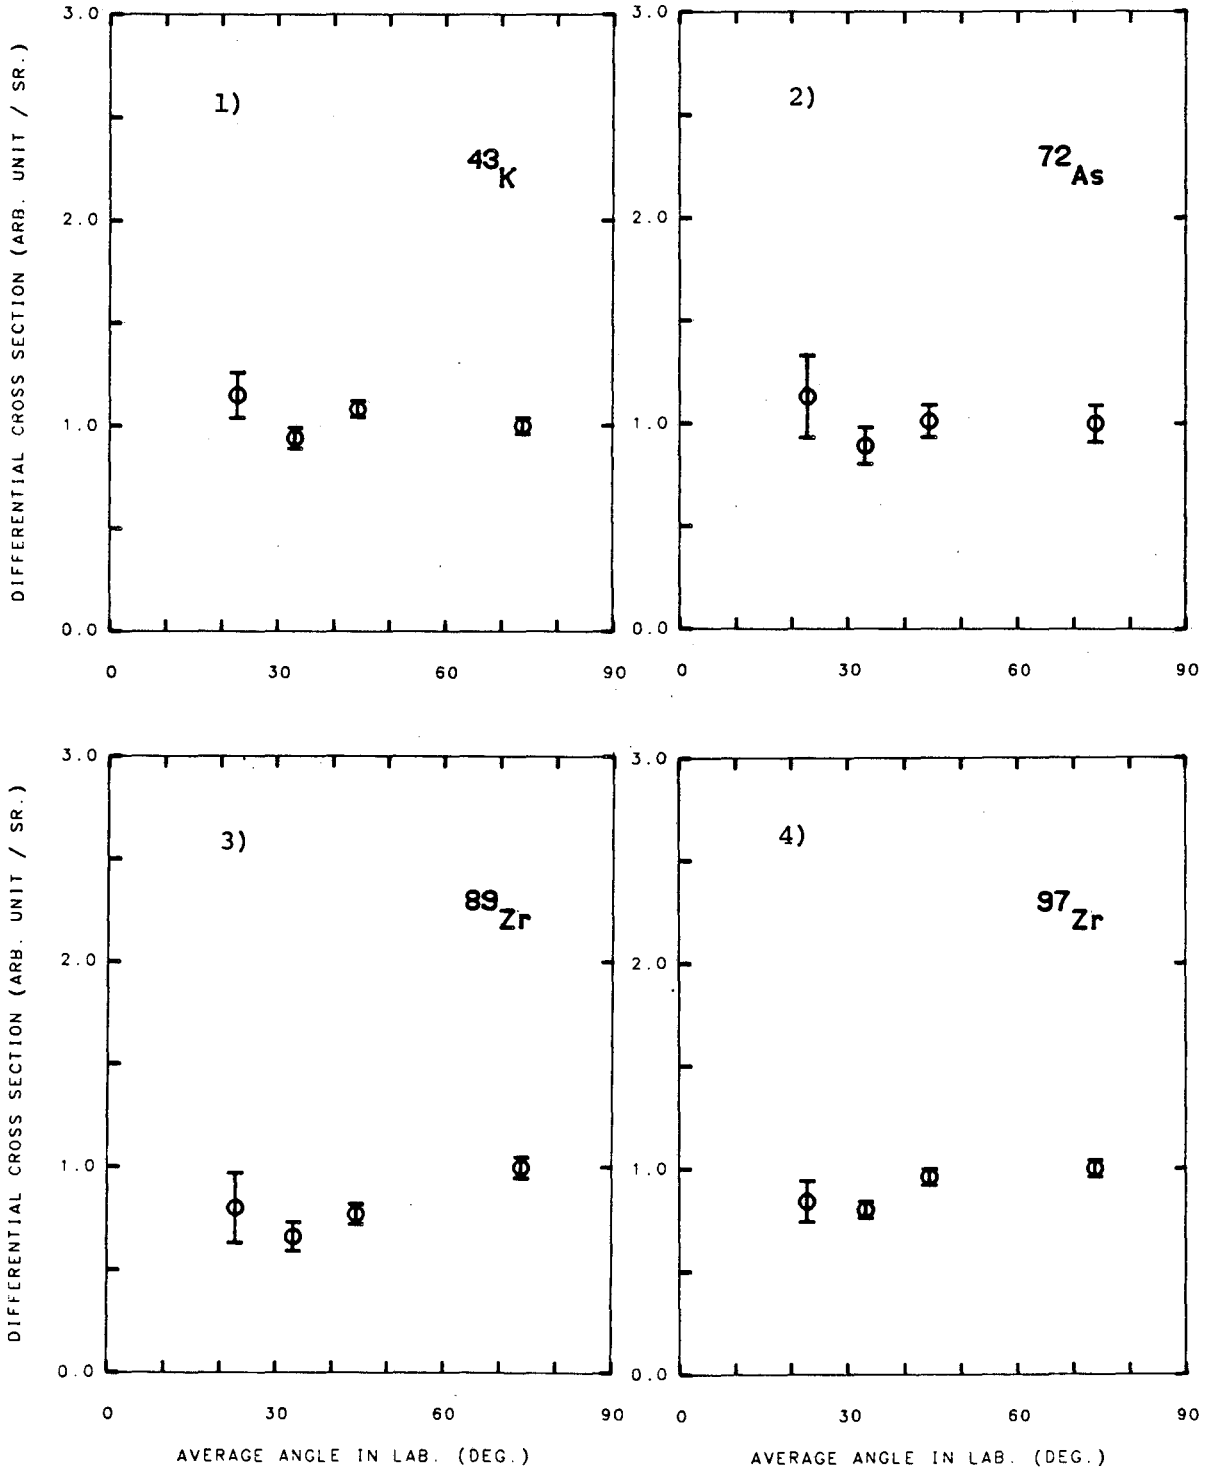 DIFFERENTIAL CROSS SECTION (ARB. UNIT / SR.)
3.0
2.0
1.0
0.0
1)
43K
0 30 60 90
3.0
2.0
1.0
0.0
2)
72As
0 30 60 90
DIFFERENTIAL CROSS SECTION (ARB. UNIT / SR.)
3.0
2.0
1.0
0.0
3)
89Zr
0 30 60 90
AVERAGE ANGLE IN LAB. (DEG.)
3.0
2.0
1.0
0.0
4)
97Zr
0 30 60 90
AVERAGE ANGLE IN LAB. (DEG.)